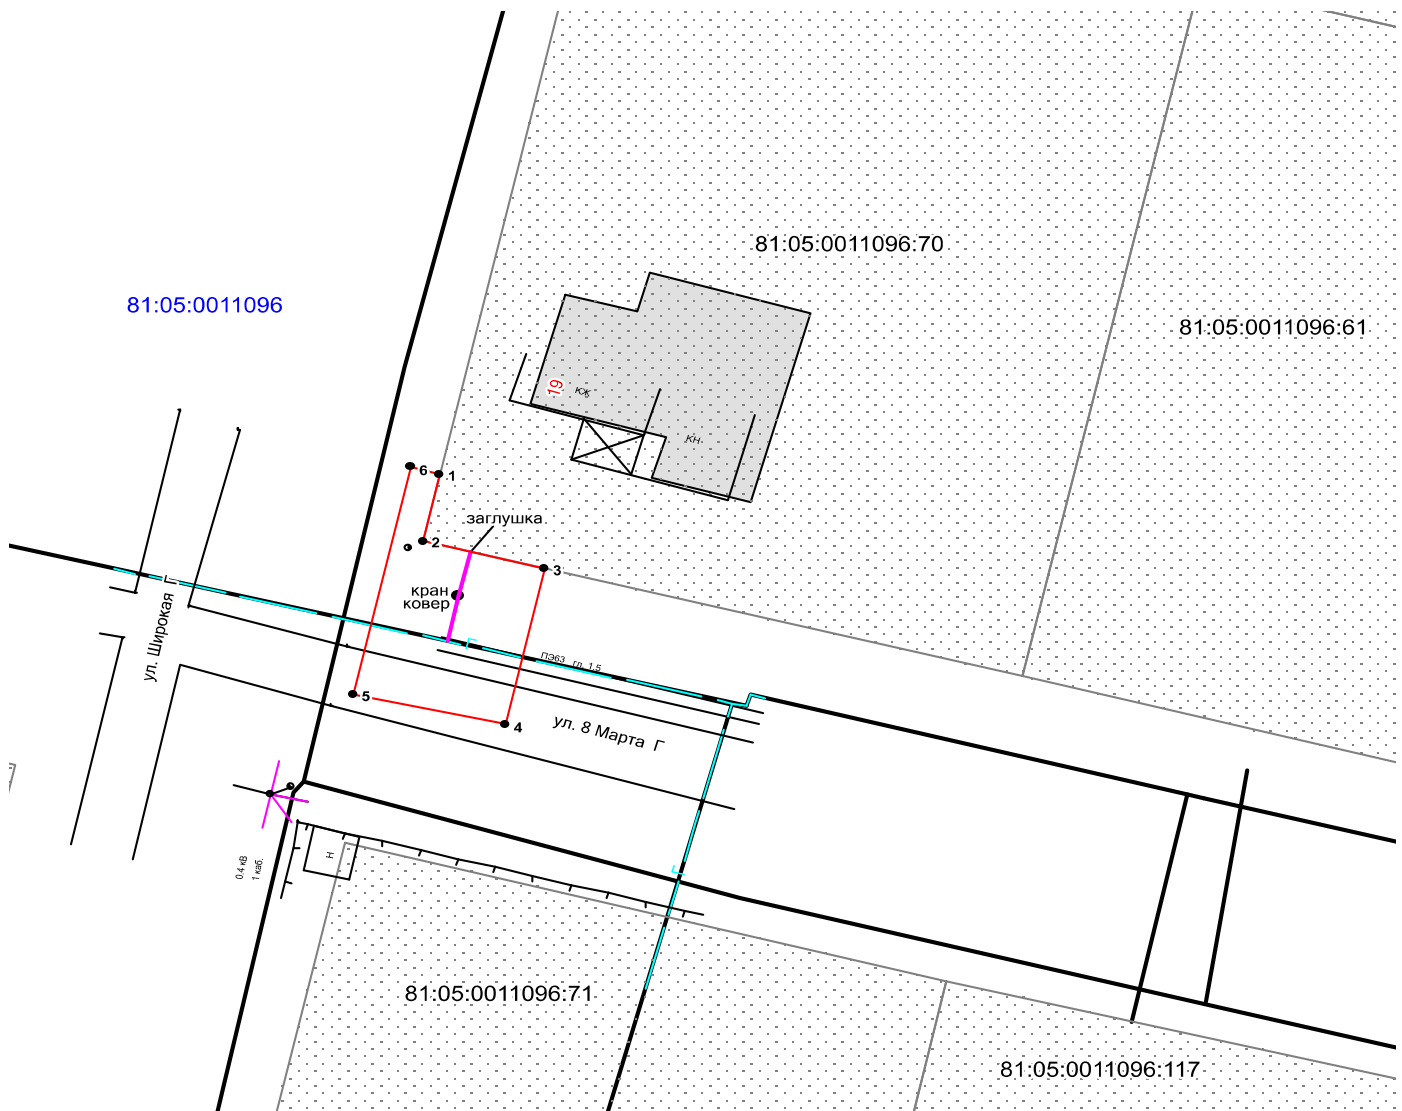 81:05:0011096:70
81:05:0011096
81:05:0011096:61
19
кж
кн
6
1
заглушка
2
3
кран
ковер
Г
ул. Широкая Г
Г
ПЭ63 гл. 1.5
5
4
ул. 8 Марта Г
0.4 кВ
1 каб.
Н
Г
81:05:0011096:71
81:05:0011096:117